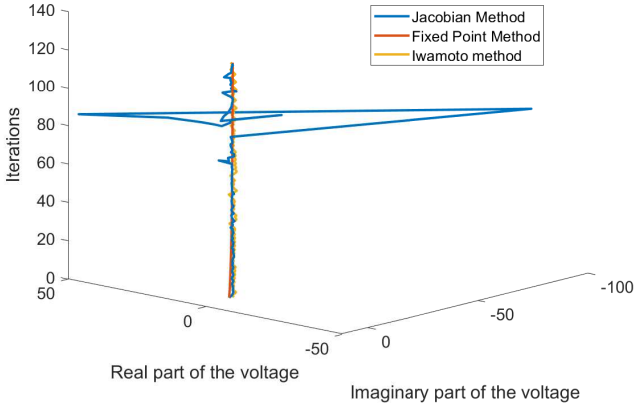 140
120
100
80
60
40
20
0
50
0
-50
0
-50
-100
Iterations
Real part of the voltage
Imaginary part of the voltage
Jacobian Method
Fixed Point Method
Iwamoto method